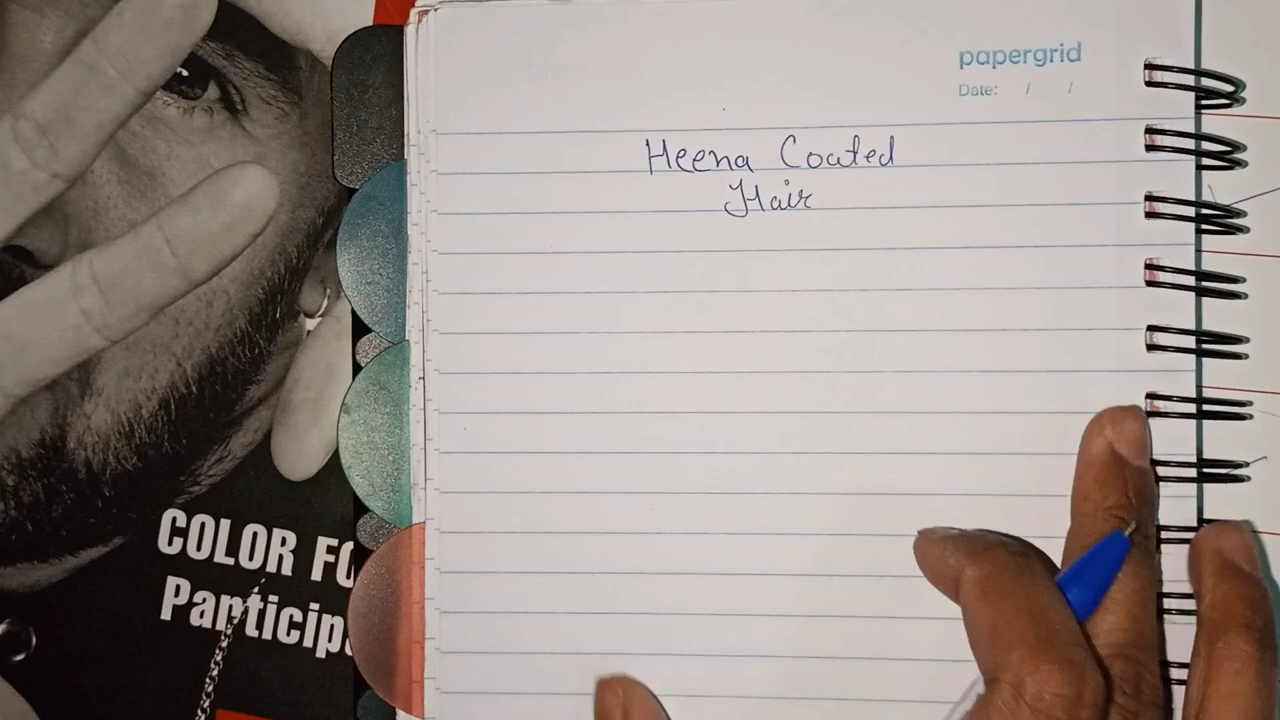 papergrid
Date: / /
Heena Coated
Hair
COLOR FO
Particip